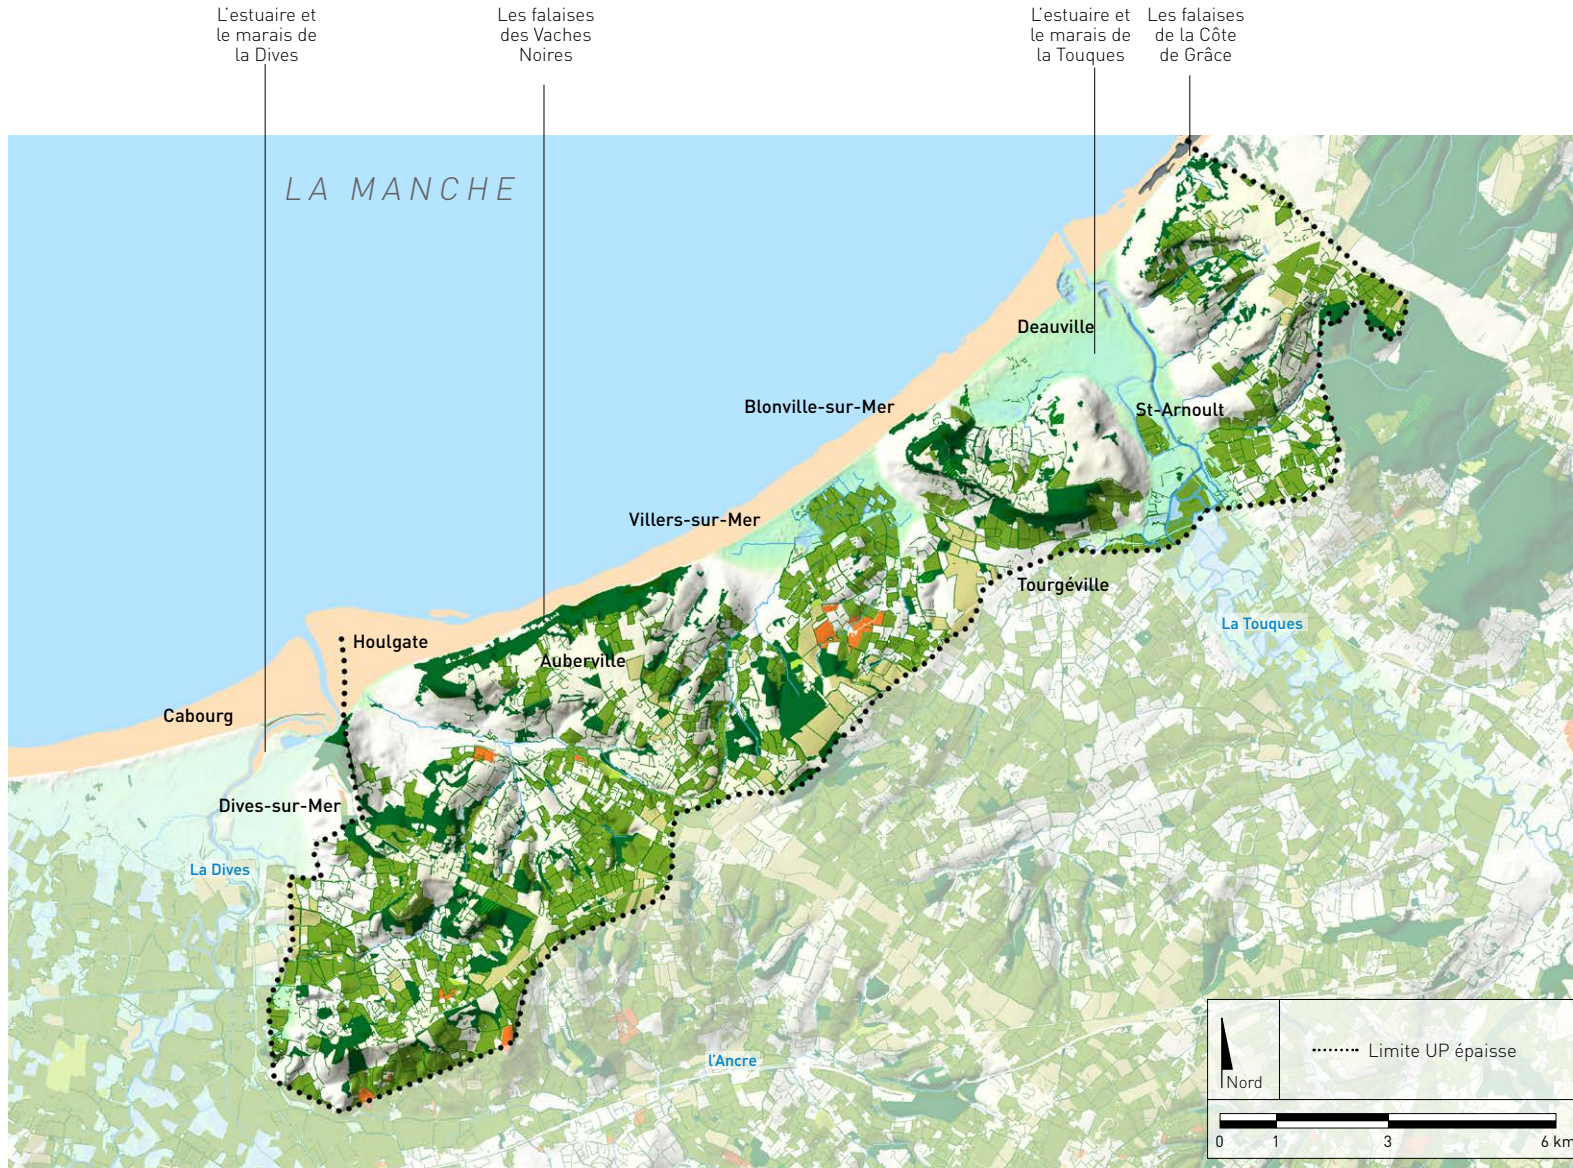 L'estuaire et
le marais de
la Dives
Les falaises
des Vaches
Noires
L'estuaire et
le marais de
la Touques
Les falaises
de la Côte
de Grâce
LA MANCHE
Deauville
Blonville-sur-Mer
St-Arnoult
Villers-sur-Mer
Tourgéville
La Touques
Houlgate
Auberville
Cabourg
Dives-sur-Mer
La Dives
l'Ancre
Nord
Limite UP épaisse
0 1 3 6 km